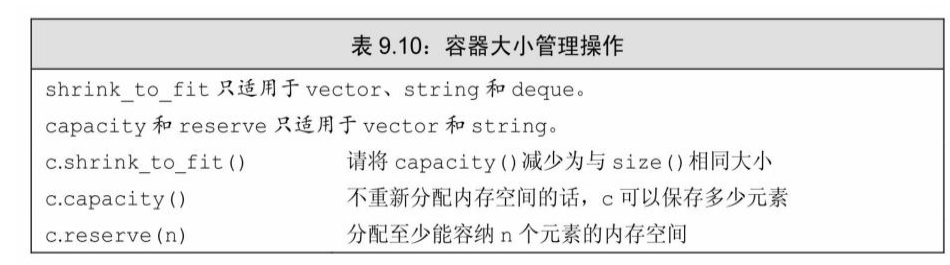 表 9.10：容器大小管理操作
shrink_to_fit 只适用于 vector、string 和 deque。
capacity 和 reserve 只适用于 vector 和 string。
c.shrink_to_fit() 请将 capacity()减少为与 size()相同大小
c.capacity() 不重新分配内存空间的话，c 可以保存多少元素
c.reserve(n) 分配至少能容纳 n 个元素的内存空间